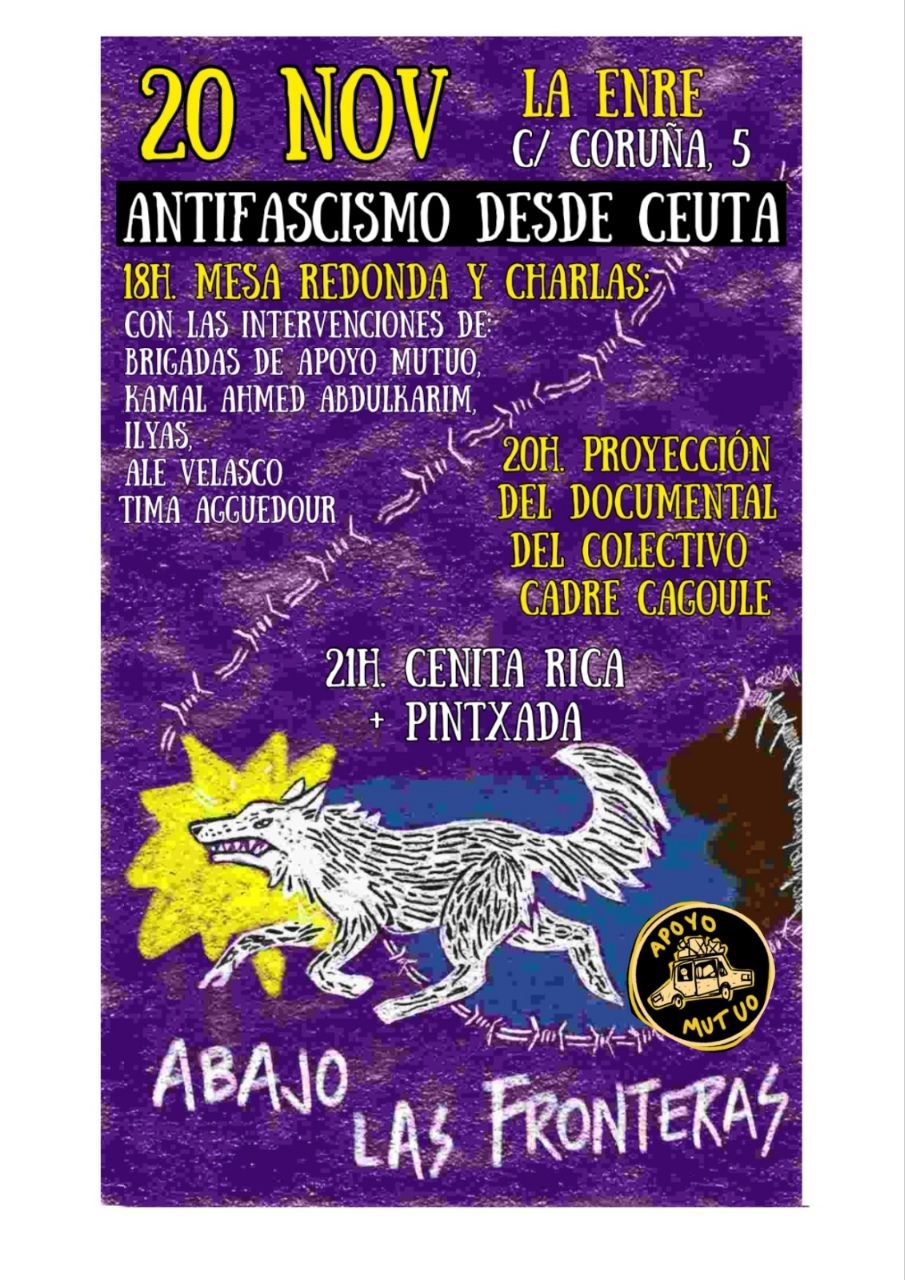 20 NOV
LA ENRE
C/ CORUÑA, 5
ANTIFASCISMO DESDE CEUTA
18H. MESA REDONDA Y CHARLAS:
CON LAS INTERVENCIONES DE:
BRIGADAS DE APOYO MUTUO,
KAMAL AHMED ABDULKARIM,
ILYAS,
ALE VELASCO
TIMA AGGUEDOUR
20H. PROYECCIÓN
DEL DOCUMENTAL
DEL COLECTIVO
CADRE CAGOULE
21H. CENITA RICA
+ PINTXADA
APOYO
MUTUO
ABAJO
LAS FRONTERAS